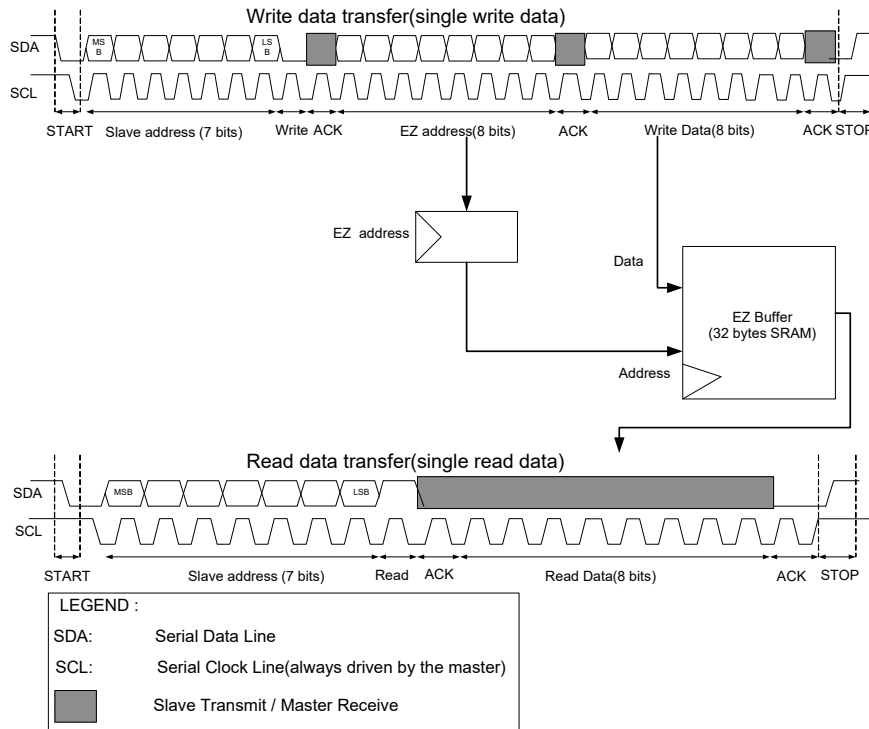 Write data transfer(single write data)
SDA
MS
B
LS
B
SCL
START Slave address (7 bits) Write ACK EZ address(8 bits) ACK Write Data(8 bits) ACK STOP
EZ address
Data
EZ Buffer
(32 bytes SRAM)
Address
Read data transfer(single read data)
SDA
MSB LSB
SCL
START Slave address (7 bits) Read ACK Read Data(8 bits) ACK STOP
LEGEND :
SDA: Serial Data Line
SCL: Serial Clock Line(always driven by the master)
Slave Transmit / Master Receive